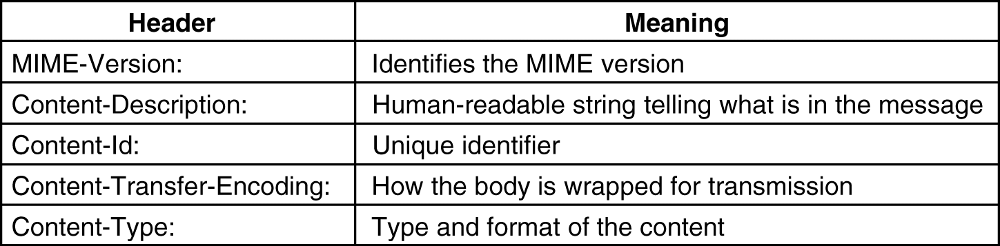 Header Meaning
MIME-Version: Identifies the MIME version
Content-Description: Human-readable string telling what is in the message
Content-Id: Unique identifier
Content-Transfer-Encoding: How the body is wrapped for transmission
Content-Type: Type and format of the content